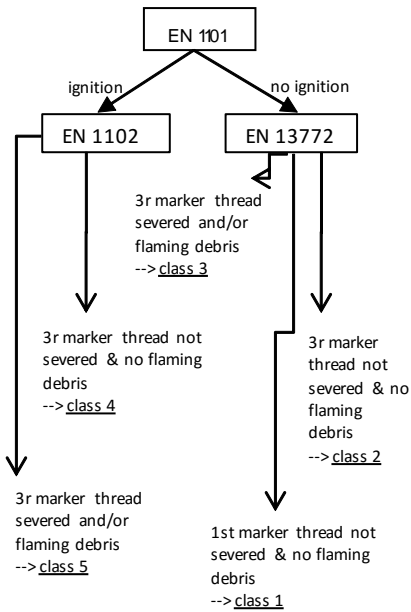 EN 1101
ignition
no ignition
EN 1102
EN 13772
3r marker thread
severed and/or
flaming debris
--> class 3
3r marker thread not
severed & no flaming
debris
--> class 4
3r marker
thread not
severed & no
flaming
debris
--> class 2
3r marker thread
severed and/or
flaming debris
--> class 5
1st marker thread not
severed & no flaming
debris
--> class 1